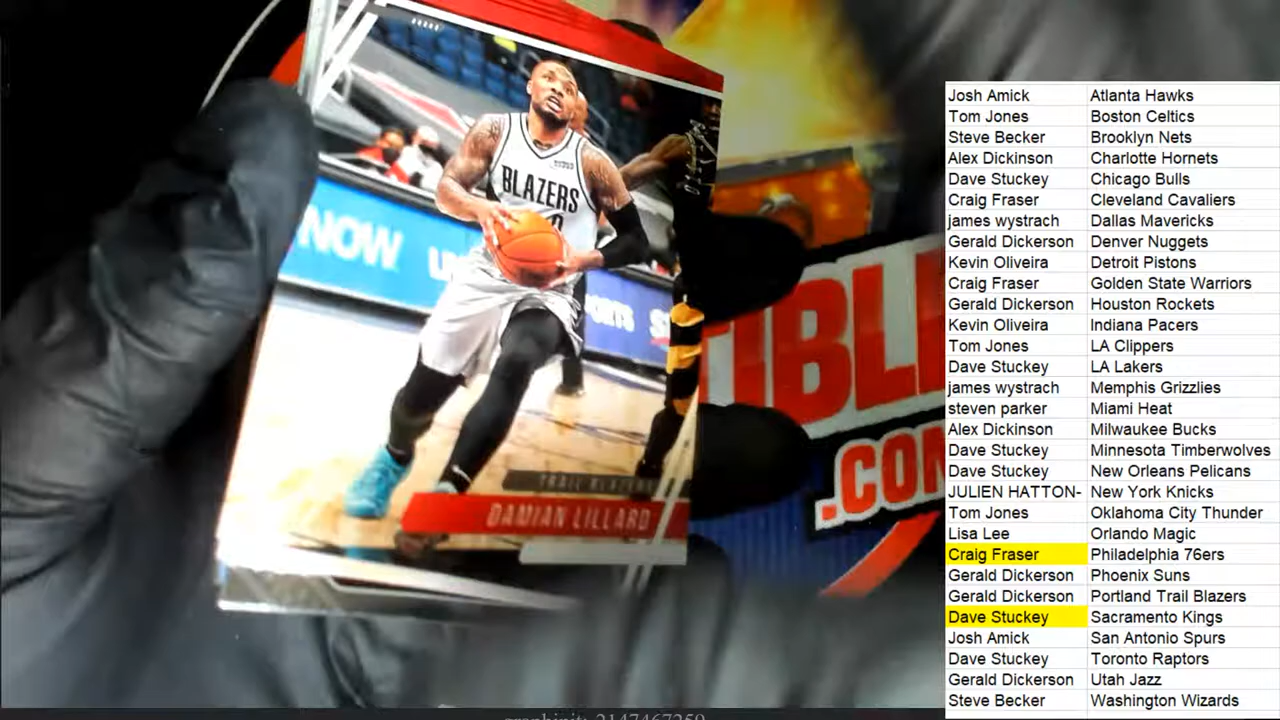 BLAZERS
NOW
TRAIL BLAZERS
DAMIAN LILLARD
TIBL
.COM
Josh Amick Atlanta Hawks
Tom Jones Boston Celtics
Steve Becker Brooklyn Nets
Alex Dickinson Charlotte Hornets
Dave Stuckey Chicago Bulls
Craig Fraser Cleveland Cavaliers
james wystrach Dallas Mavericks
Gerald Dickerson Denver Nuggets
Kevin Oliveira Detroit Pistons
Craig Fraser Golden State Warriors
Gerald Dickerson Houston Rockets
Kevin Oliveira Indiana Pacers
Tom Jones LA Clippers
Dave Stuckey LA Lakers
james wystrach Memphis Grizzlies
steven parker Miami Heat
Alex Dickinson Milwaukee Bucks
Dave Stuckey Minnesota Timberwolves
Dave Stuckey New Orleans Pelicans
JULIEN HATTON- New York Knicks
Tom Jones Oklahoma City Thunder
Lisa Lee Orlando Magic
Craig Fraser Philadelphia 76ers
Gerald Dickerson Phoenix Suns
Gerald Dickerson Portland Trail Blazers
Dave Stuckey Sacramento Kings
Josh Amick San Antonio Spurs
Dave Stuckey Toronto Raptors
Gerald Dickerson Utah Jazz
Steve Becker Washington Wizards